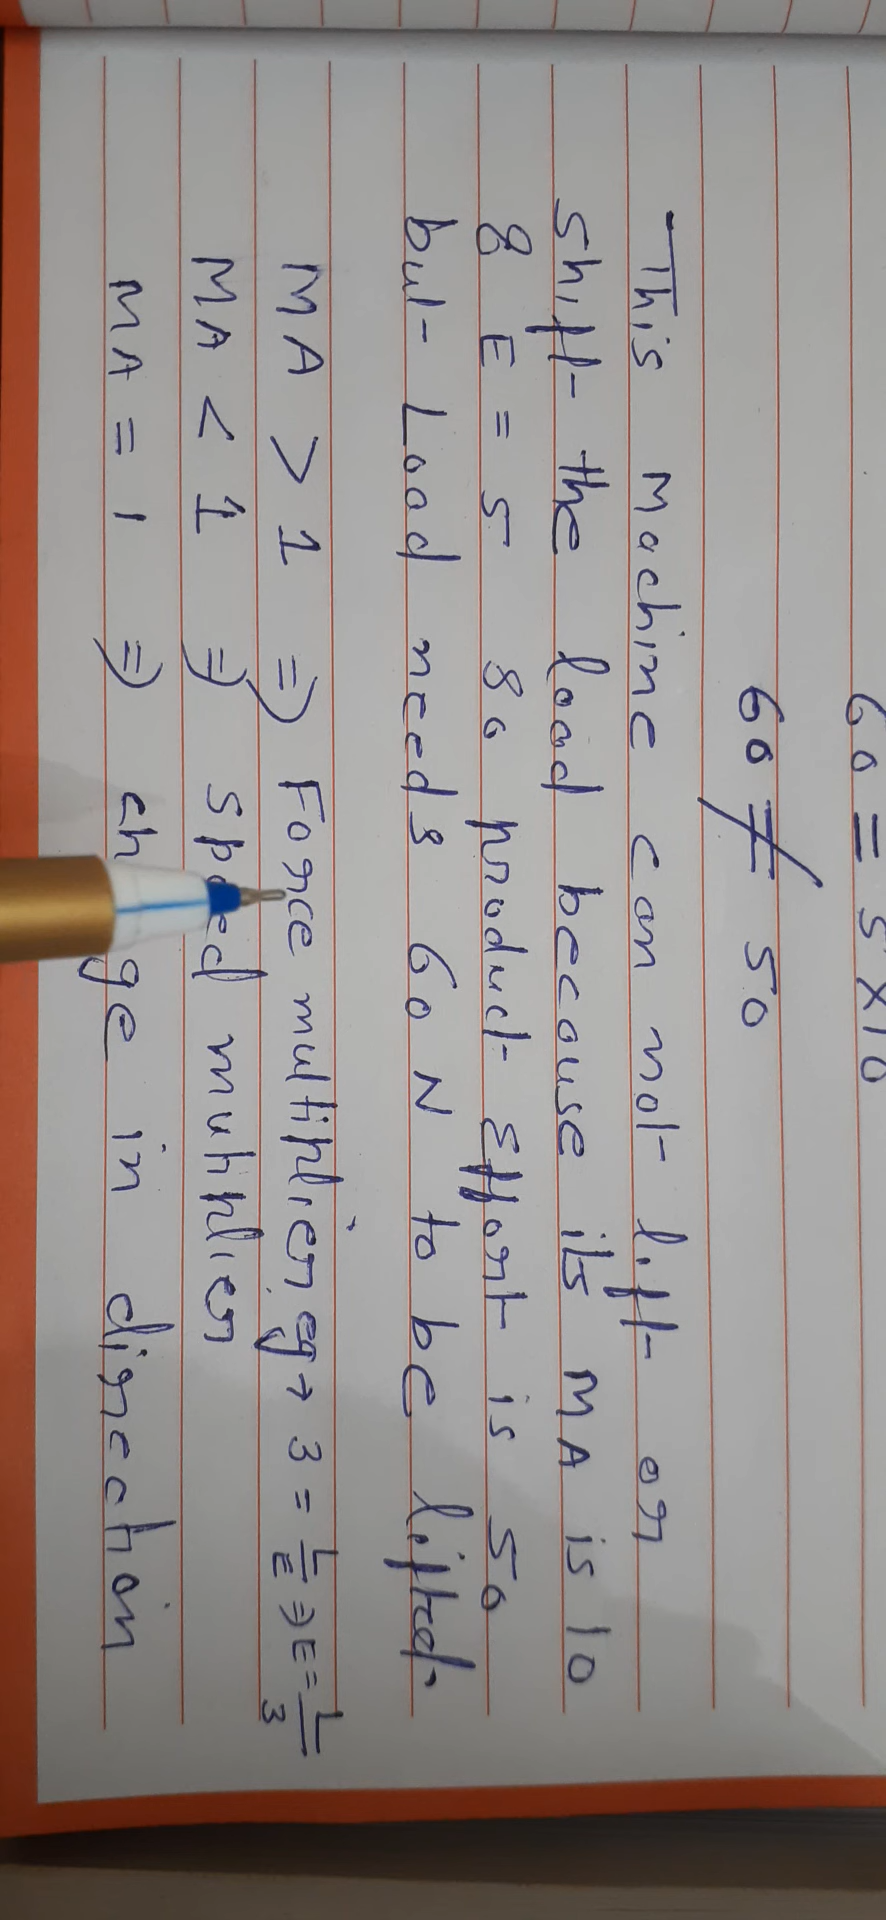 60 = 5 x 10
60 ≠ 50
This machine can not lift or
shift the load because its MA is 10
& E = 5 so product Effort is 50
but Load needs 60 N to be lifted.
MA > 1 ⇒ Force multiplier eg → 3 = L/E ⇒ E = L/3
MA < 1 ⇒ speed multiplier
MA = 1 ⇒ change in direction